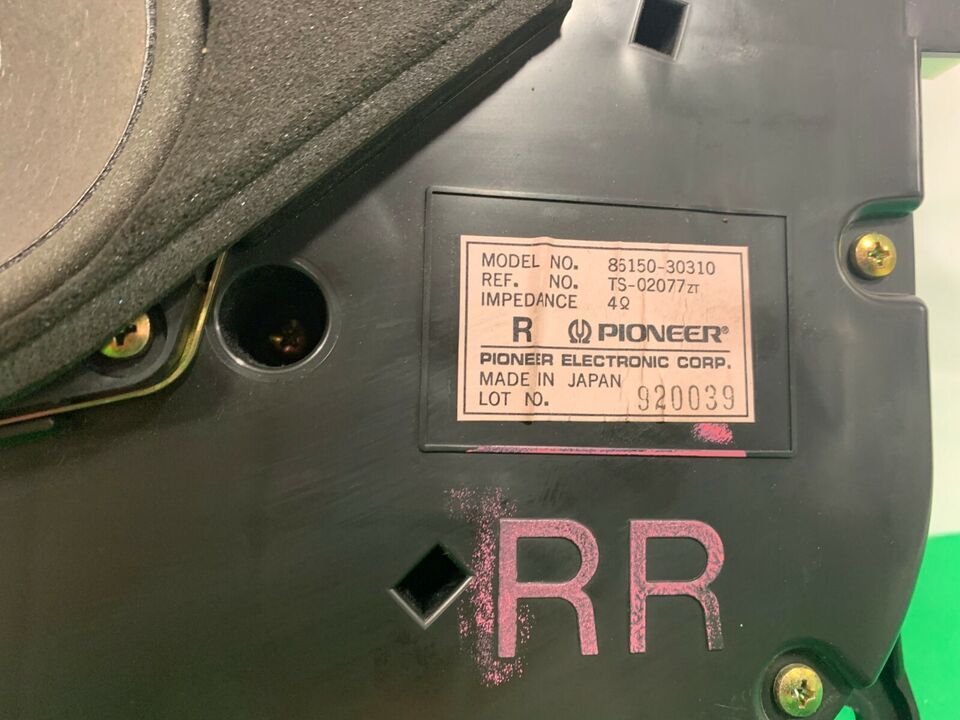 MODEL NO. 86150-30310
REF. NO. TS-02077ZT
IMPEDANCE 4Ω
R PIONEER®
PIONEER ELECTRONIC CORP.
MADE IN JAPAN
LOT NO. 920039
RR